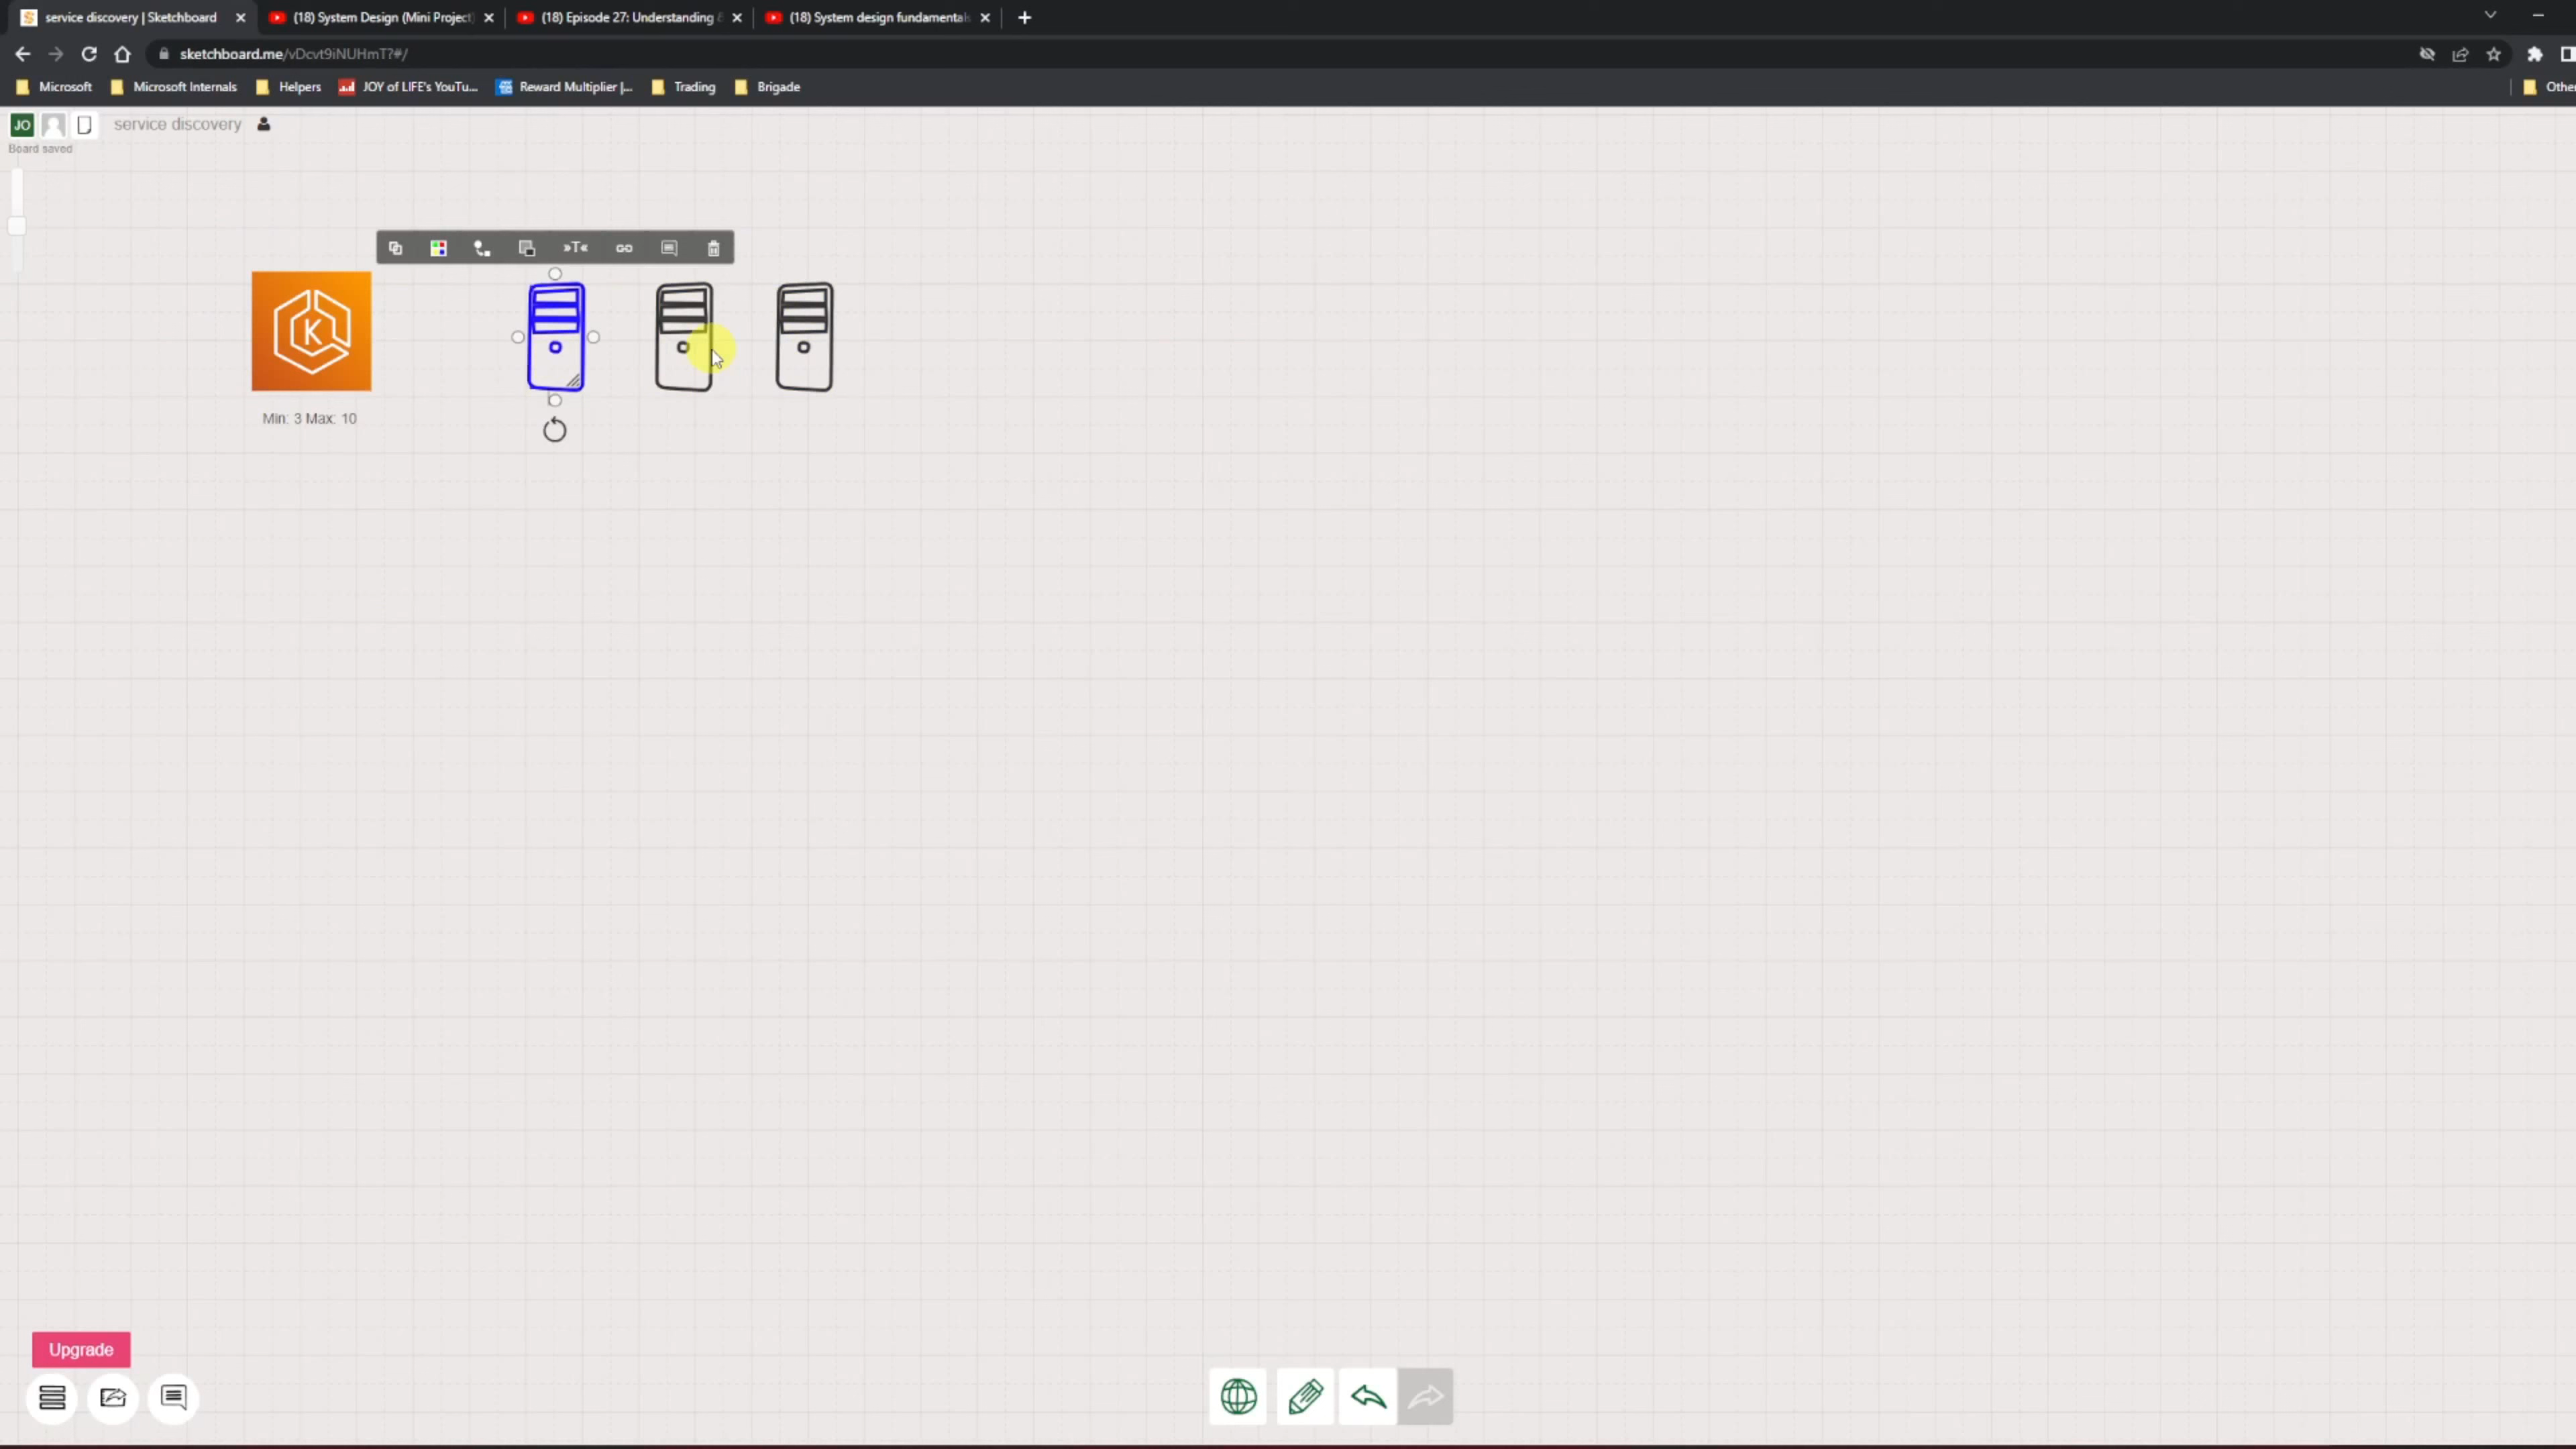 service discovery | Sketchboard
(18) System Design (Mini Project)
(18) Episode 27: Understanding &
(18) System design fundamentals
sketchboard.me/vDcvt9iNUHmT?#/
Microsoft
Microsoft Internals
Helpers
JOY of LIFE's YouTu...
Reward Multiplier |...
Trading
Brigade
Other
JO
service discovery
Board saved
»T«
K
Min: 3 Max: 10
Upgrade